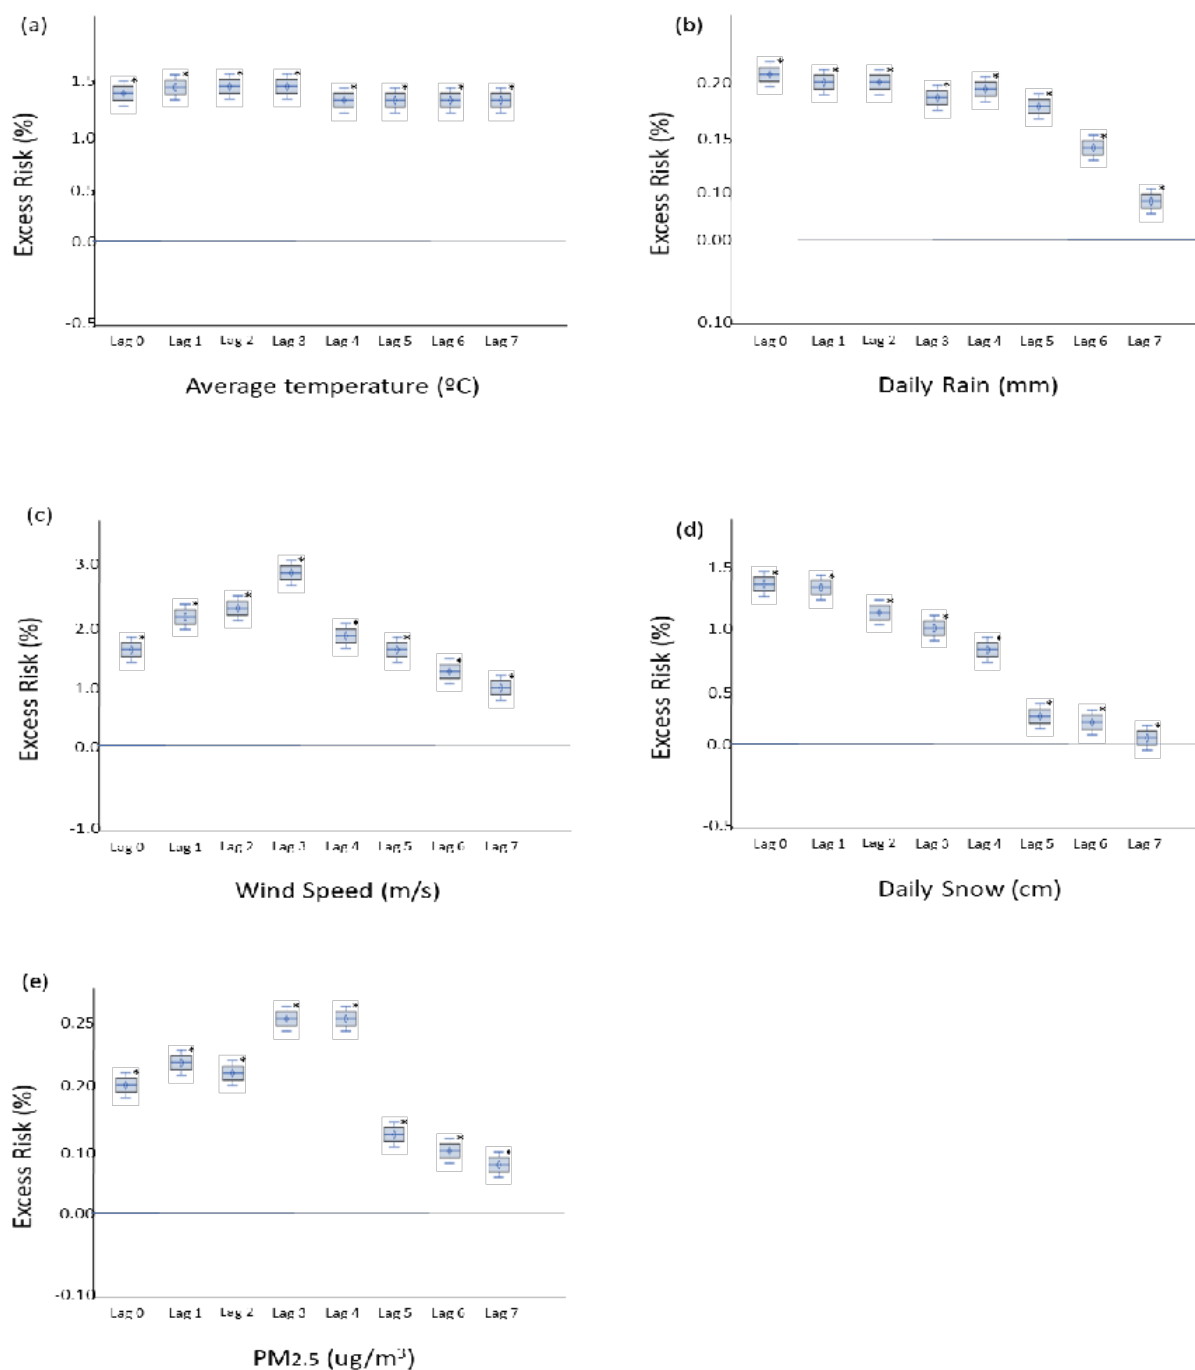 (a)
Excess Risk (%)
1.5
1.0
0.5
0.0
-0.5
Lag 0 Lag 1 Lag 2 Lag 3 Lag 4 Lag 5 Lag 6 Lag 7
Average temperature (ºC)
(b)
Excess Risk (%)
0.20
0.15
0.10
0.00
0.10
Lag 0 Lag 1 Lag 2 Lag 3 Lag 4 Lag 5 Lag 6 Lag 7
Daily Rain (mm)
(c)
Excess Risk (%)
3.0
2.0
1.0
0.0
-1.0
Lag 0 Lag 1 Lag 2 Lag 3 Lag 4 Lag 5 Lag 6 Lag 7
Wind Speed (m/s)
(d)
Excess Risk (%)
1.5
1.0
0.5
0.0
-0.5
Lag 0 Lag 1 Lag 2 Lag 3 Lag 4 Lag 5 Lag 6 Lag 7
Daily Snow (cm)
(e)
Excess Risk (%)
0.25
0.20
0.10
0.00
-0.10
Lag 0 Lag 1 Lag 2 Lag 3 Lag 4 Lag 5 Lag 6 Lag 7
PM2.5 (ug/m³)